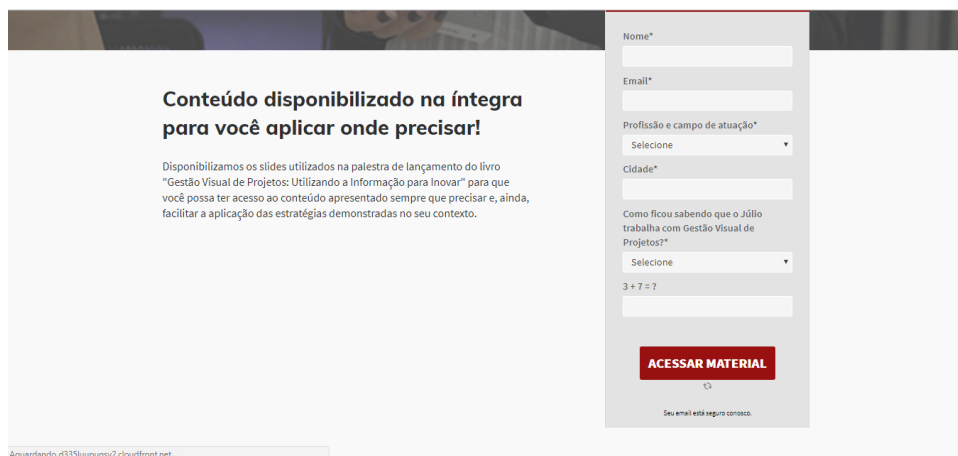 Conteúdo disponibilizado na íntegra
para você aplicar onde precisar!
Disponibilizamos os slides utilizados na palestra de lançamento do livro
"Gestão Visual de Projetos: Utilizando a Informação para Inovar" para que
você possa ter acesso ao conteúdo apresentado sempre que precisar e, ainda,
facilitar a aplicação das estratégias demonstradas no seu contexto.
Nome*
Email*
Profissão e campo de atuação*
Selecione
Cidade*
Como ficou sabendo que o Júlio
trabalha com Gestão Visual de
Projetos?*
Selecione
3 + 7 = ?
ACESSAR MATERIAL
Seu email está seguro conosco.
Aguardando